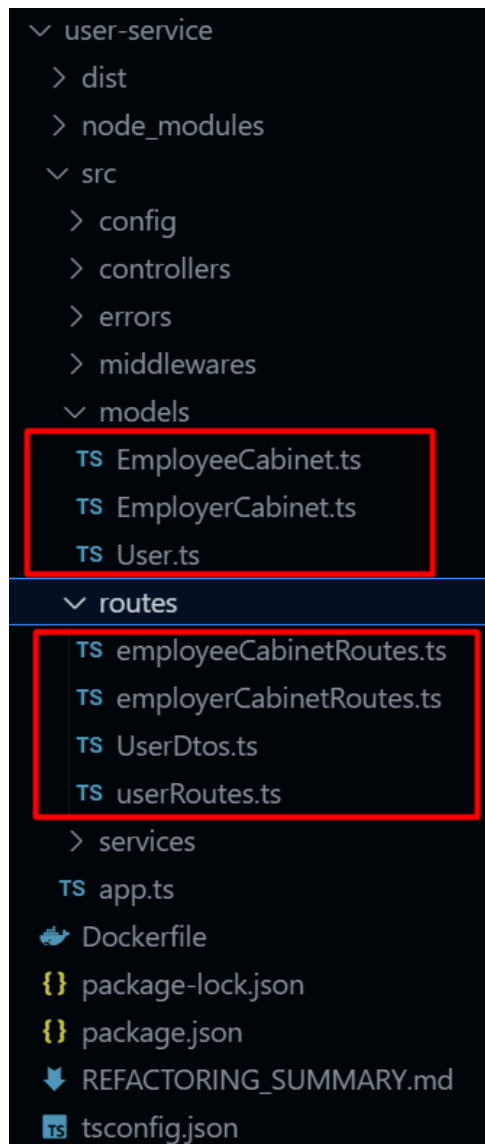 user-service
dist
node_modules
src
config
controllers
errors
middlewares
models
TS EmployeeCabinet.ts
TS EmployerCabinet.ts
TS User.ts
routes
TS employeeCabinetRoutes.ts
TS employerCabinetRoutes.ts
TS UserDtos.ts
TS userRoutes.ts
services
TS app.ts
Dockerfile
{} package-lock.json
{} package.json
REFACTORING_SUMMARY.md
TS tsconfig.json